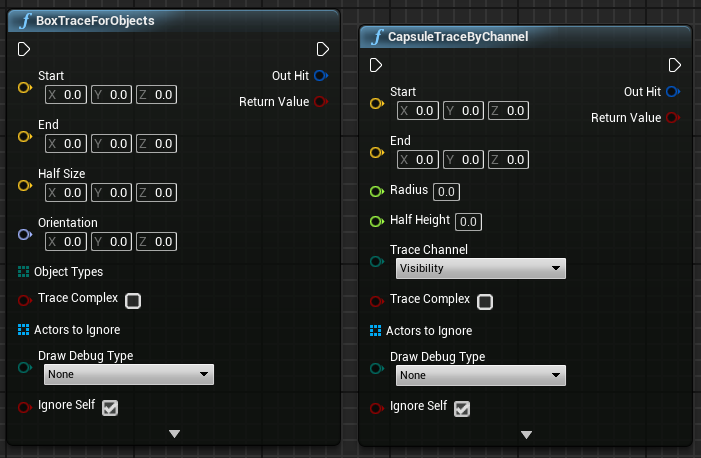 BoxTraceForObjects
Start
X 0.0 Y 0.0 Z 0.0
Out Hit
Return Value
End
X 0.0 Y 0.0 Z 0.0
Half Size
X 0.0 Y 0.0 Z 0.0
Orientation
X 0.0 Y 0.0 Z 0.0
Object Types
Trace Complex
Actors to Ignore
Draw Debug Type
None
Ignore Self
CapsuleTraceByChannel
Start
X 0.0 Y 0.0 Z 0.0
Out Hit
Return Value
End
X 0.0 Y 0.0 Z 0.0
Radius 0.0
Half Height 0.0
Trace Channel
Visibility
Trace Complex
Actors to Ignore
Draw Debug Type
None
Ignore Self